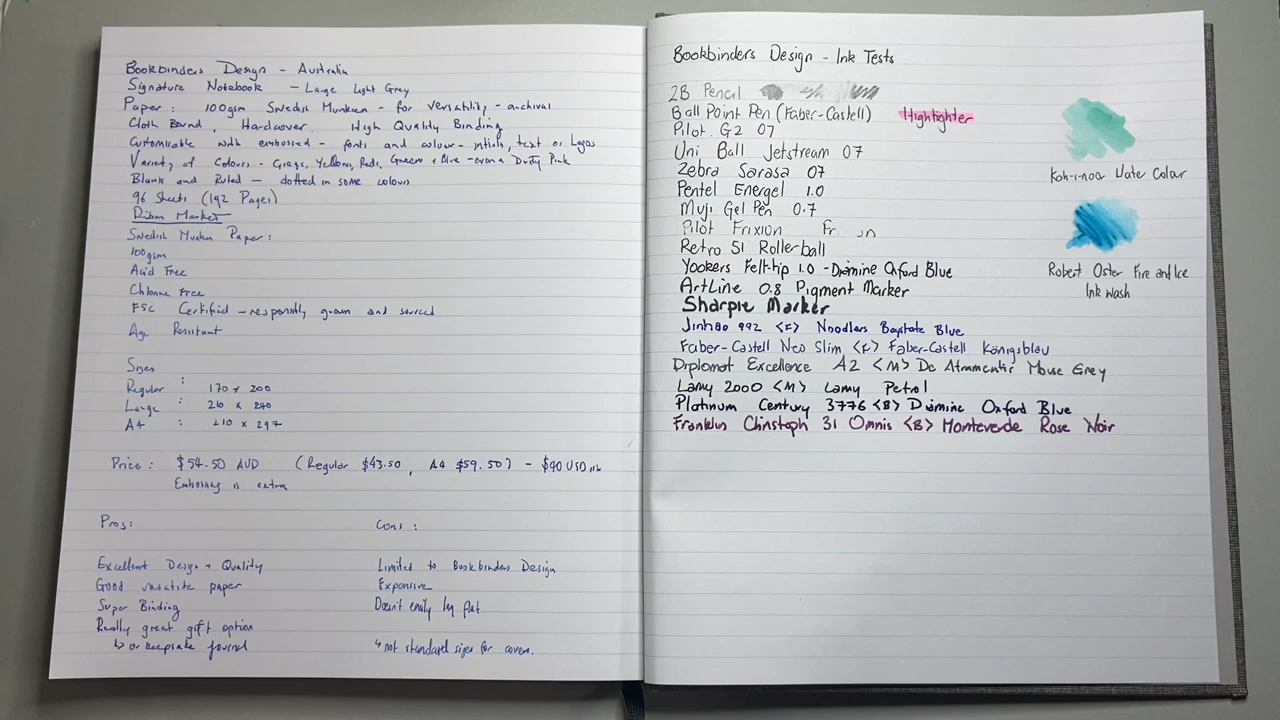 Bookbinders Design - Australia
Signature Notebook - Large Light Grey
Paper: 100gsm Swedish Munken - for versatility - archival
Cloth Bound, Hardcover. High Quality Binding
Customisable with embossed - fonts and colour - initials text or Logos
Variety of Colours - Greys, Yellows, Reds, Greens + Blue - even a Dusty Pink
Blank and Ruled - dotted in some colours
96 Sheets (192 Pages)
Ribon Marker
Swedish Munken Paper:
100gsm
Acid Free
Chlorine Free
FSC Certified - responsibly grown and sourced
Age Resistant
Sizes
Regular : 170 x 200
Large :
A4 : 210 x 297
Price: $54.50 AUD (Regular $43.50, A4 $59.50) - $40 USD
Embossing is extra
Pros: Cons:
Excellent Design + Quality Limited to Bookbinders Design
Good versatile paper Expensive
Super Binding Doesn't easily lay flat
Really great gift option
↳ or keepsake journal ↳ not standard sizes for covers.
Bookbinders Design - Ink Tests
2B Pencil
Ball Point Pen (Faber-Castell) Highlighter
Pilot G2 07
Uni Ball Jetstream 07
Zebra Sarasa 07
Pentel Energel 1.0
Muji Gel Pen 0.7
Pilot Frixion Fr
Retro 51 Rollerball
Yookers Felt-tip 1.0 - Diamine Oxford Blue
ArtLine 0.8 Pigment Marker
Sharpie Marker
Jinhao 992 <F> Noodlers Baystate Blue
Faber-Castell Neo Slim <F> Faber-Castell Königsblau
Diplomat Excellence A2 <M> De Atramentis Mouse Grey
Lamy 2000 <M> Lamy Petrol
Platinum Century 3776 <B> Diamine Oxford Blue
Franklin Christoph 31 Omnis <B> Monteverde Rose Noir
Koh-i-noor Water Colour
Robert Oster Fire and Ice
Ink Wash